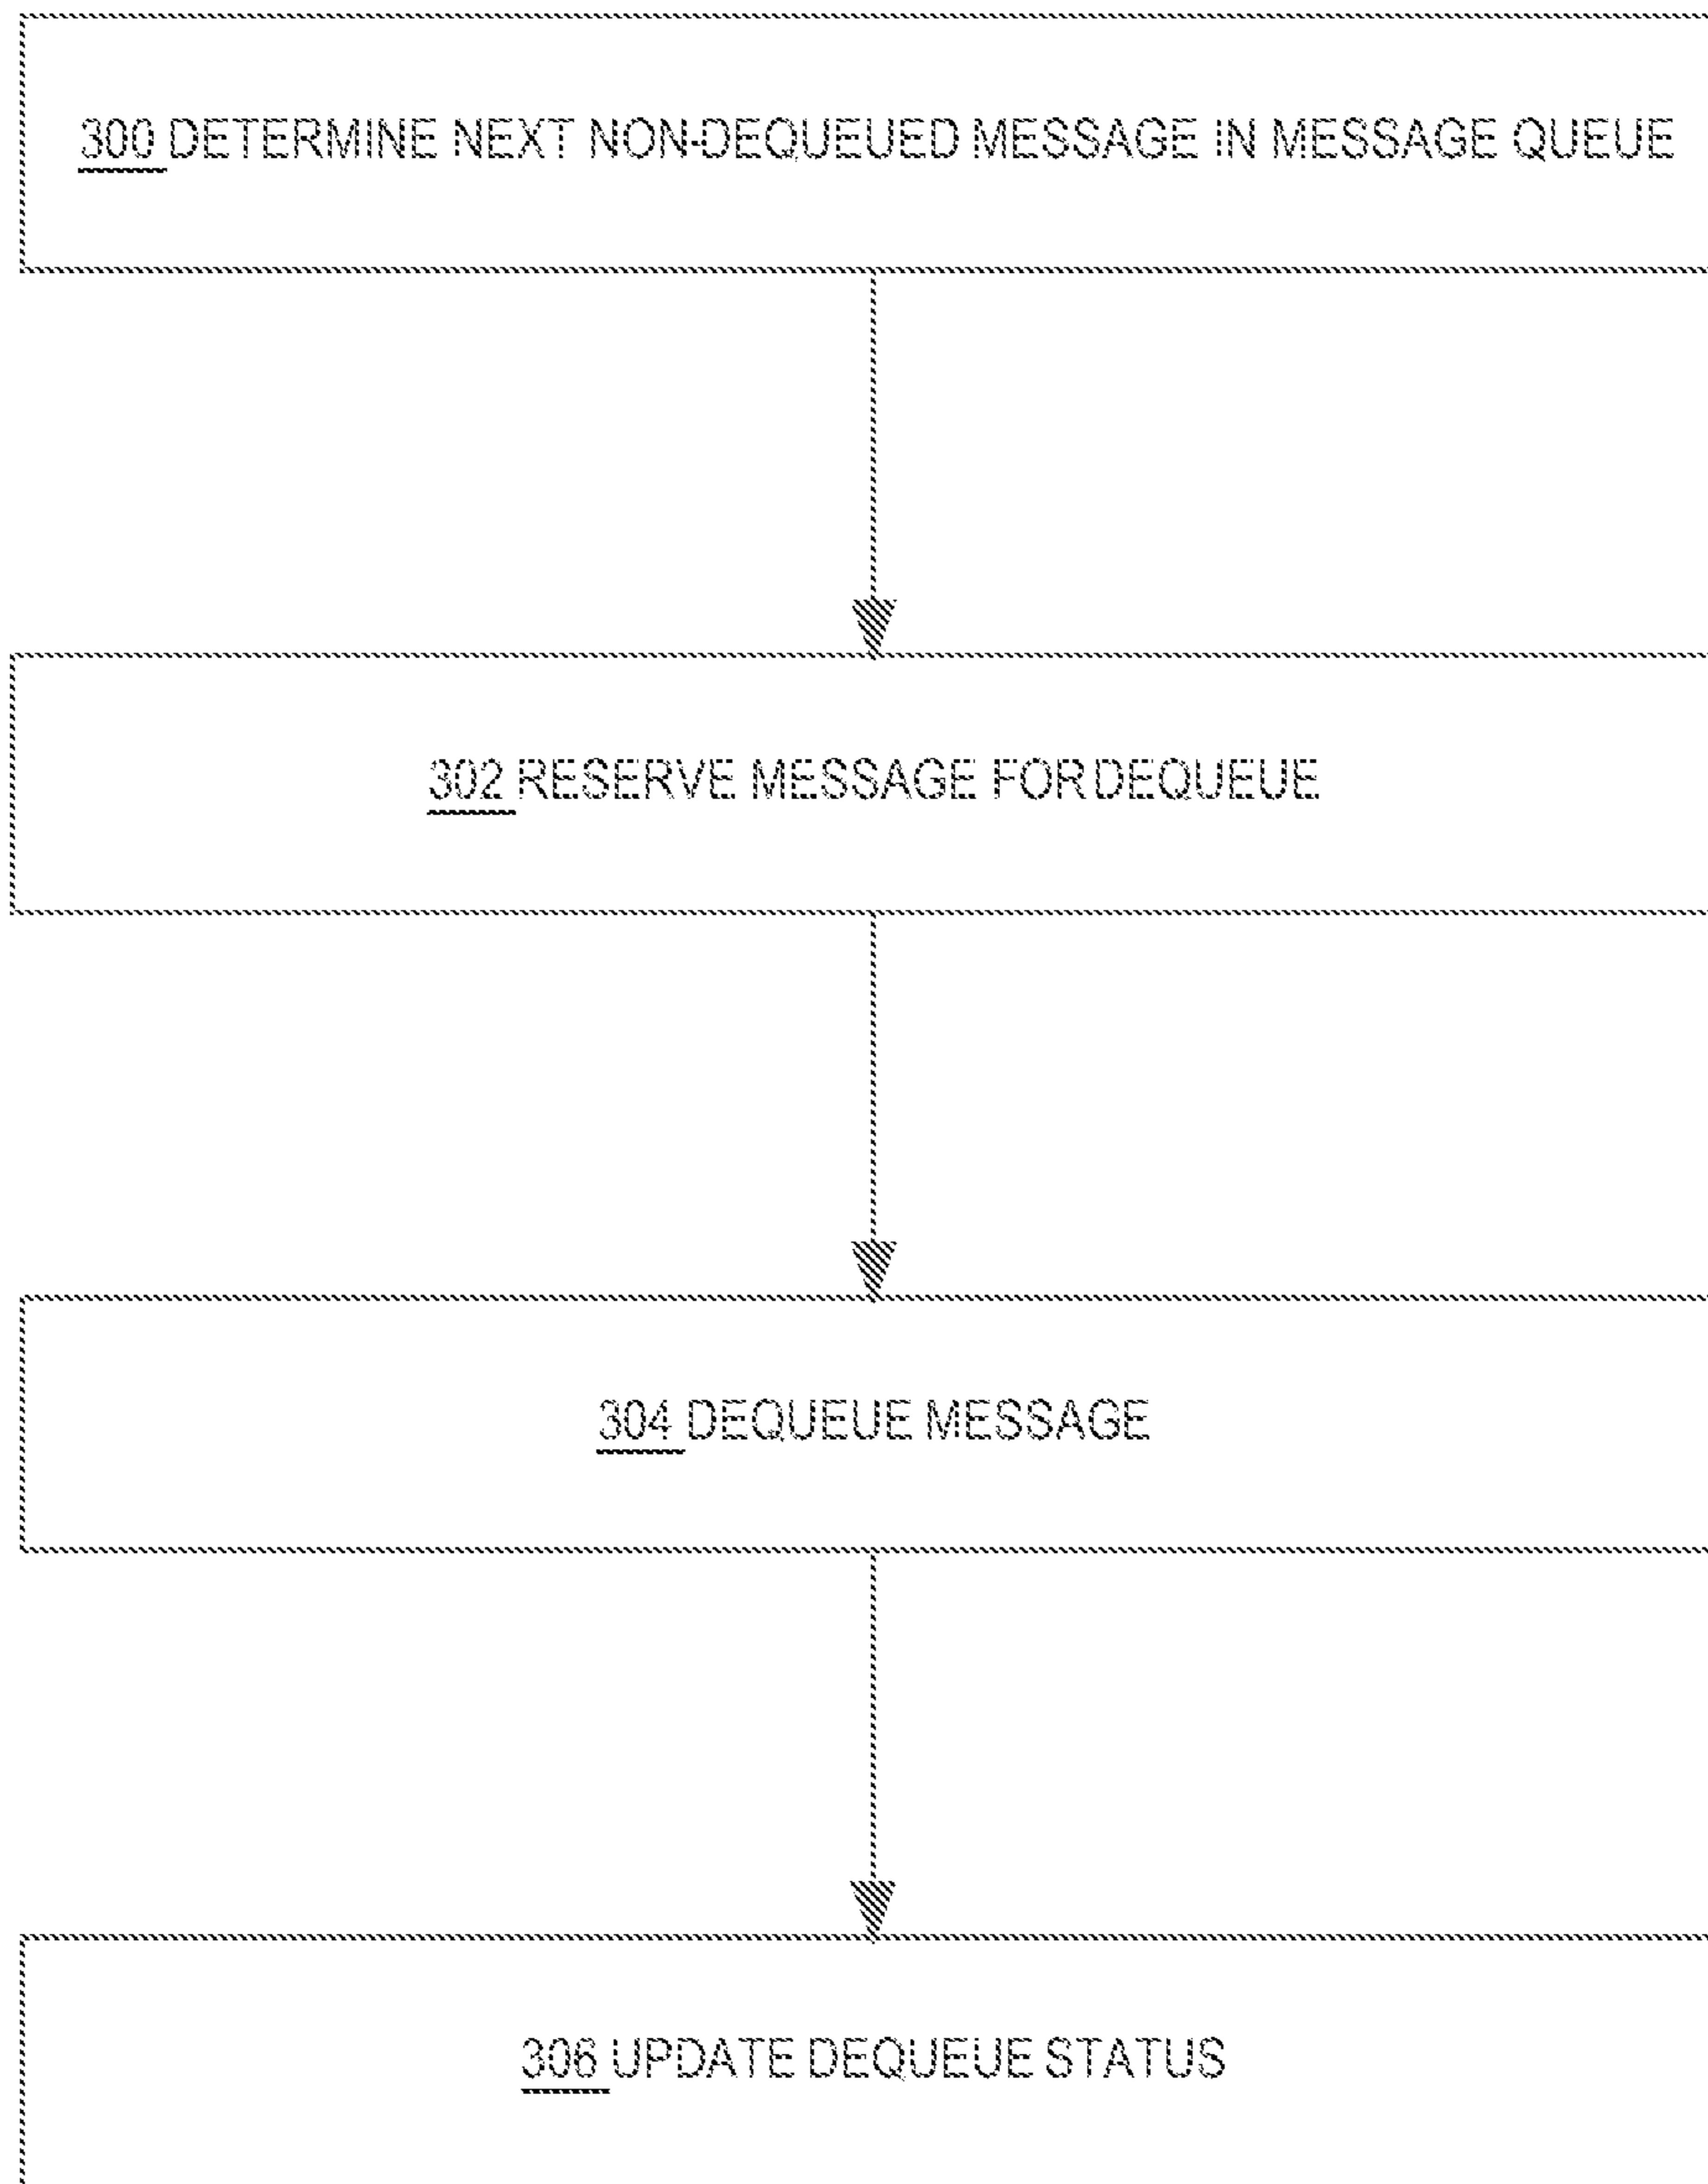 300 DETERMINE NEXT NON-DEQUEUED MESSAGE IN MESSAGE QUEUE
302 RESERVE MESSAGE FOR DEQUEUE
304 DEQUEUE MESSAGE
306 UPDATE DEQUEUE STATUS